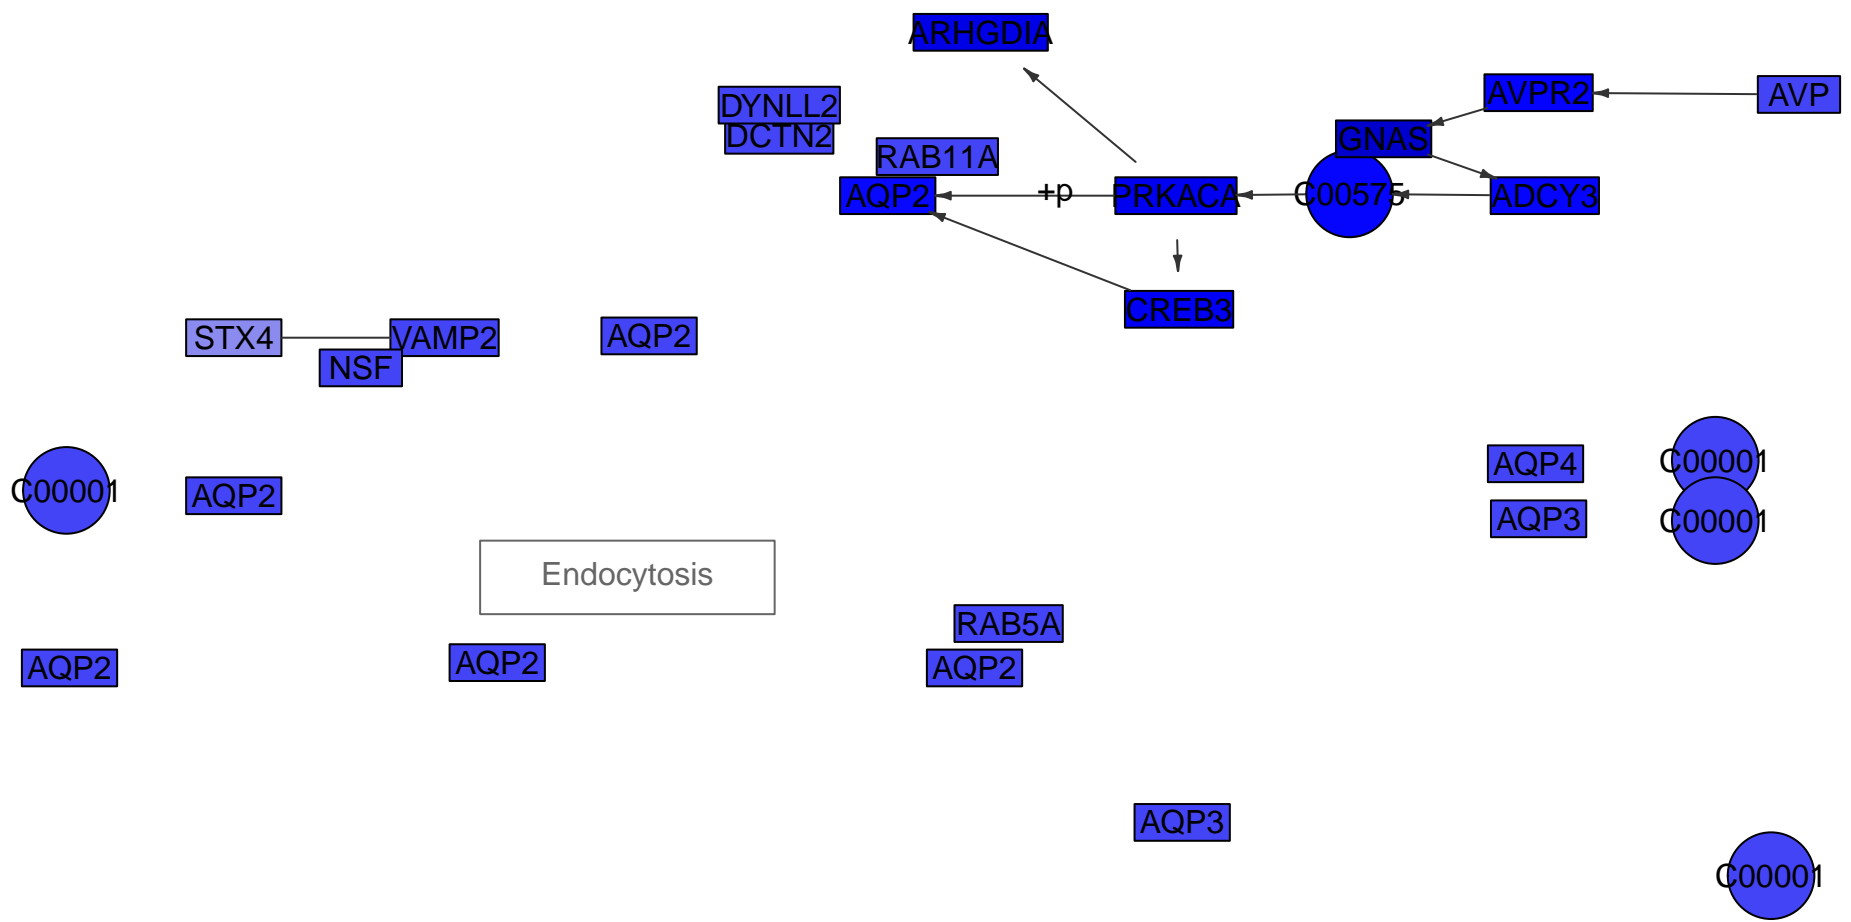 ARHGDIA
DYNLL2
AVPR2
AVP
DCTN2
GNAS
RAB11A
AQP2
+p
PRKACA
C00575
ADCY3
CREB3
STX4
VAMP2
AQP2
NSF
C00001
AQP2
AQP4
C00001
AQP3
C00001
Endocytosis
RAB5A
AQP2
AQP2
AQP2
AQP3
C00001